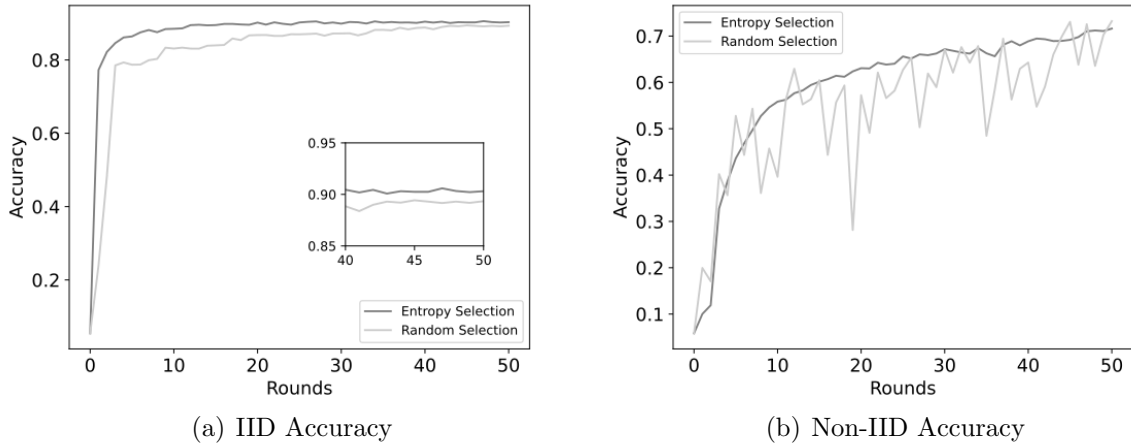 Accuracy
0.8
0.6
0.4
0.2
0.95
0.90
0.85
40
45
50
Entropy Selection
Random Selection
0
10
20
30
40
50
Rounds
(a) IID Accuracy
Accuracy
Entropy Selection
Random Selection
0.7
0.6
0.5
0.4
0.3
0.2
0.1
0
10
20
30
40
50
Rounds
(b) Non-IID Accuracy